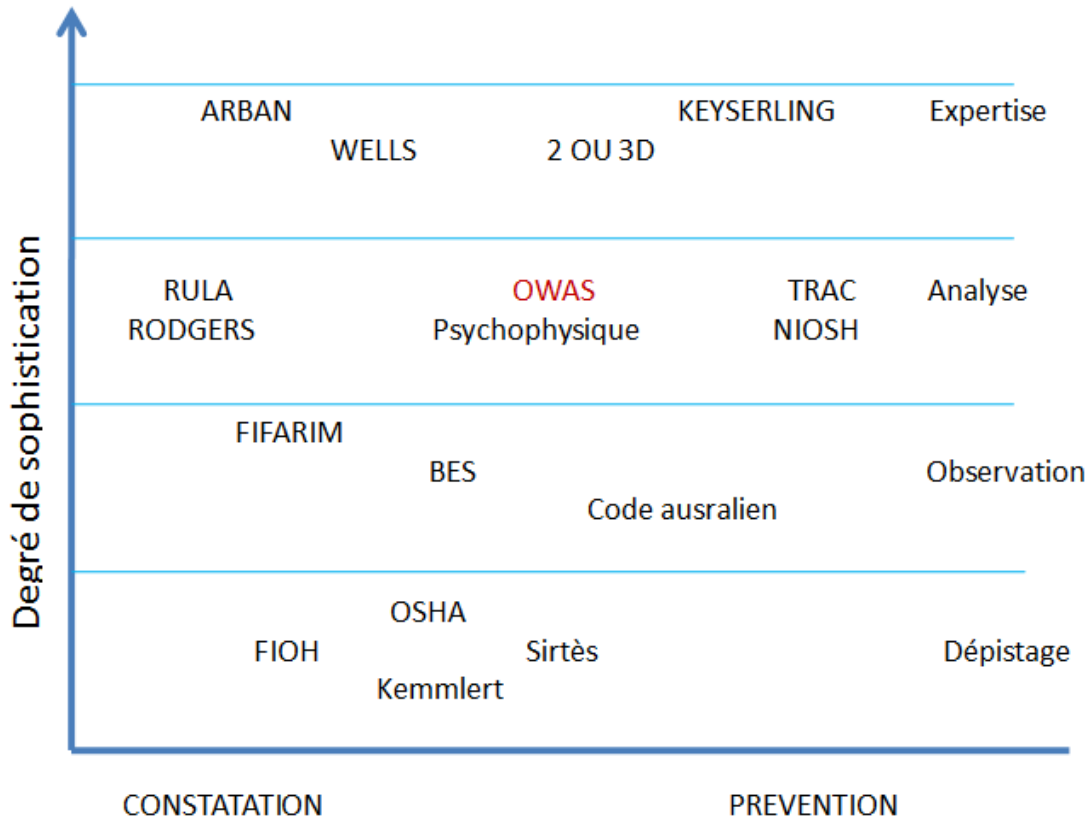 ARBAN KEYSERLING Expertise
WELLS 2 OU 3D
RULA OWAS TRAC Analyse
RODGERS Psychophysique NIOSH
FIFARIM
BES Observation
Code ausralien
OSHA
FIOH Sirtès Dépistage
Kemmlert
CONSTATATION PREVENTION
Degré de sophistication